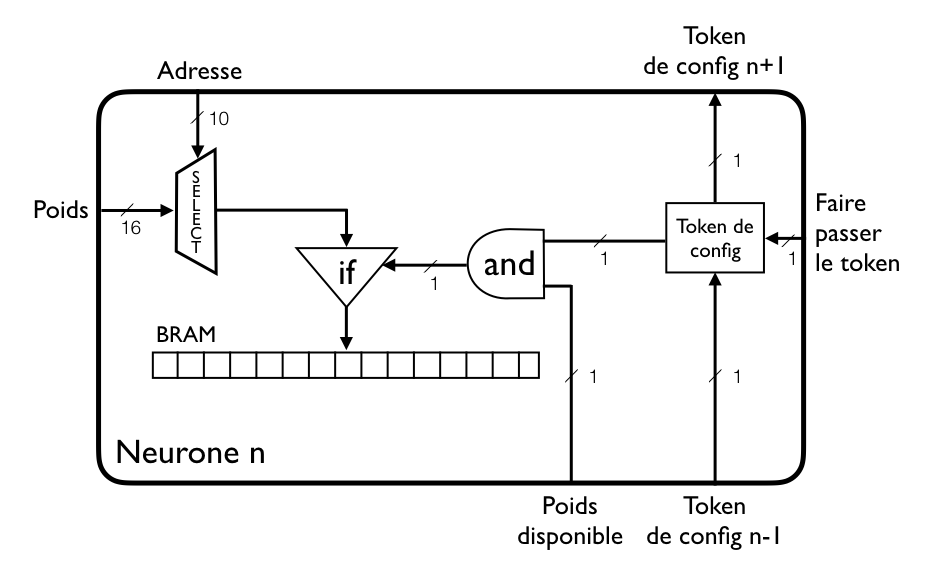 Token
de config n+1
Adresse
10
SELECT
1
Poids
16
Token de
config
Faire
passer
le token
1
if
1
and
1
BRAM
1
1
Neurone n
Poids
disponible
Token
de config n-1